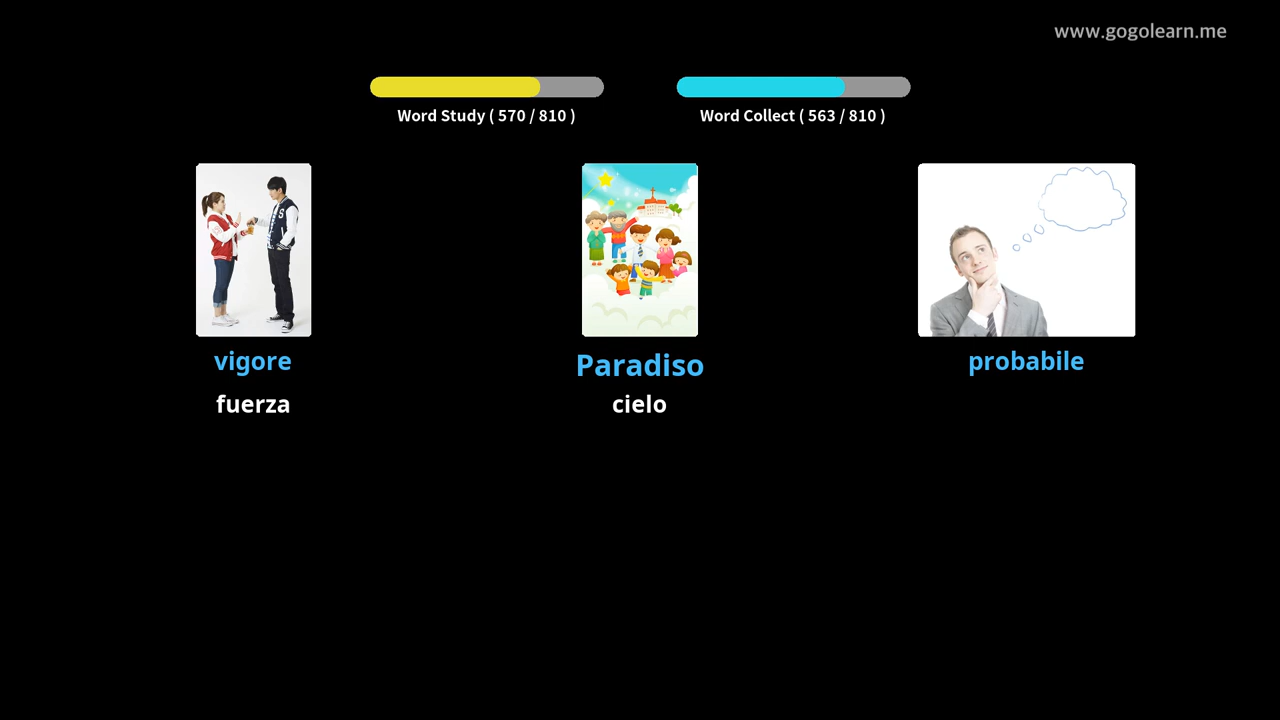 www.gogolearn.me
Word Study ( 570 / 810 )
Word Collect ( 563 / 810 )
vigore
Paradiso
probabile
fuerza
cielo